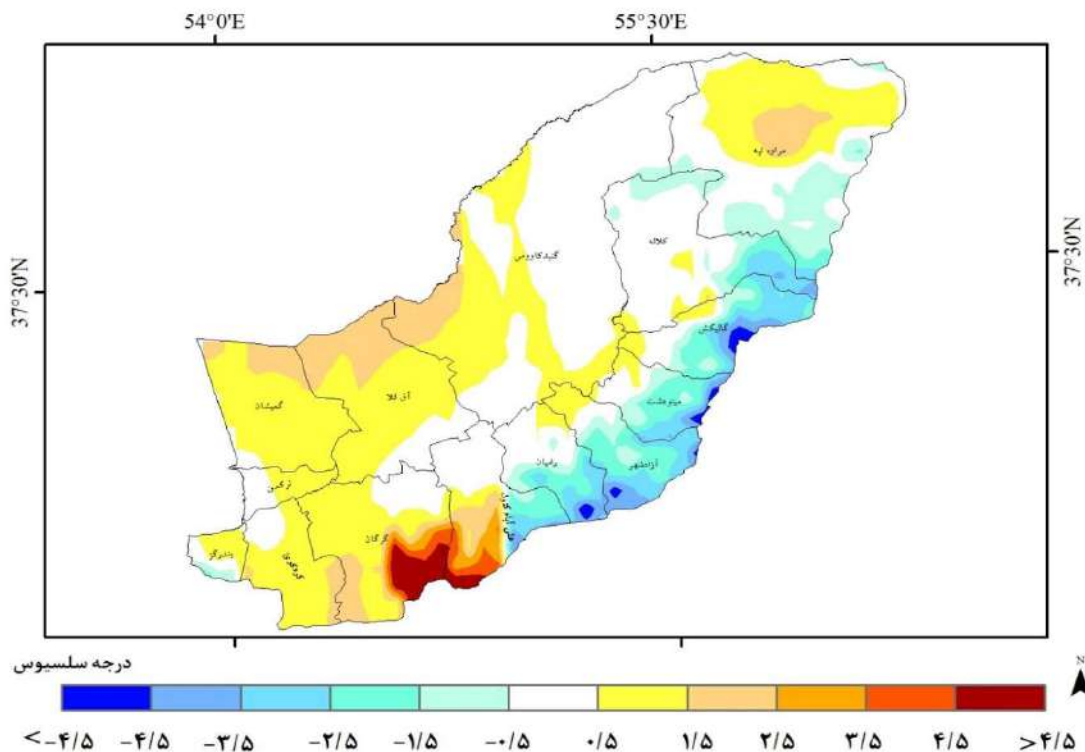 54°0'E 55°30'E
37°30'N 37°30'N
مراوه تپه
کلاله
گنبدکاووس
گالیکش
مینودشت
آق قلا
گمیشان
رامیان
آزادشهر
ترکمن
علی آباد کتول
گرگان
بندرگز
کردکوی
درجه سلسیوس
N
<-۴/۵ -۴/۵ -۳/۵ -۲/۵ -۱/۵ -۰/۵ ۰/۵ ۱/۵ ۲/۵ ۳/۵ ۴/۵ >۴/۵